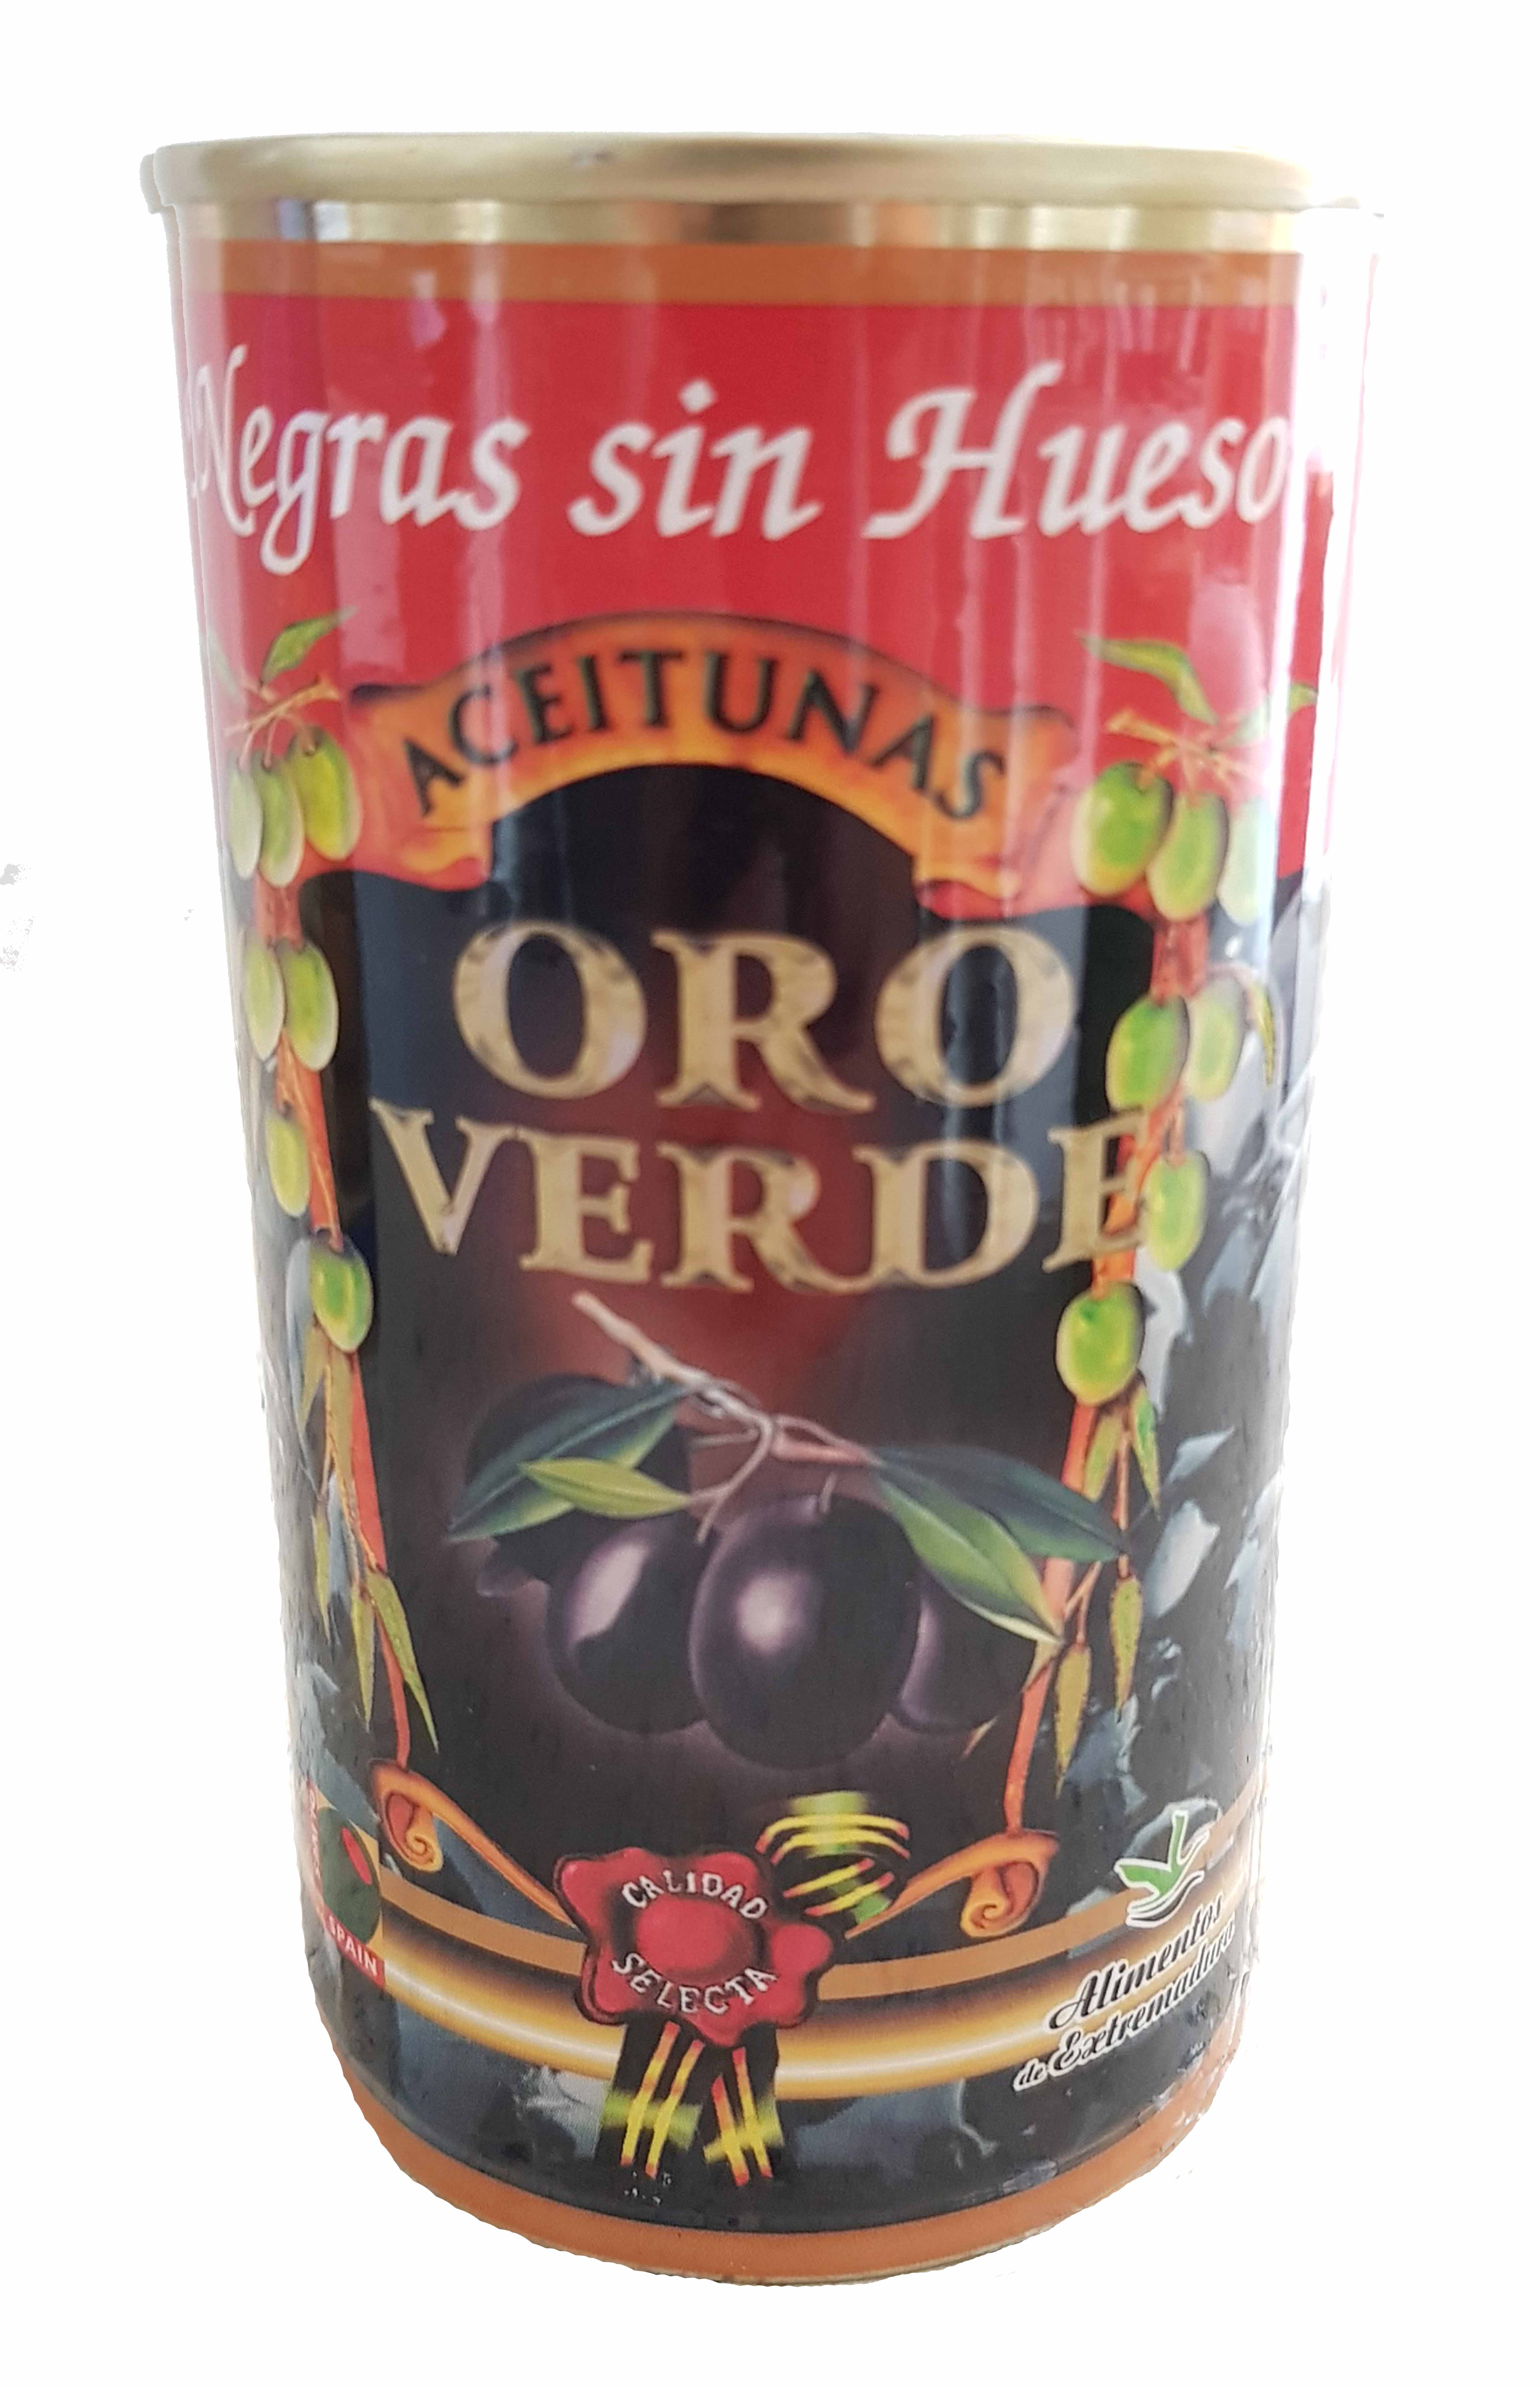 Negras sin Hueso
ACEITUNAS
ORO
VERDE
CALIDAD
SELECTA
SPAIN
Alimentos
de Extremadura